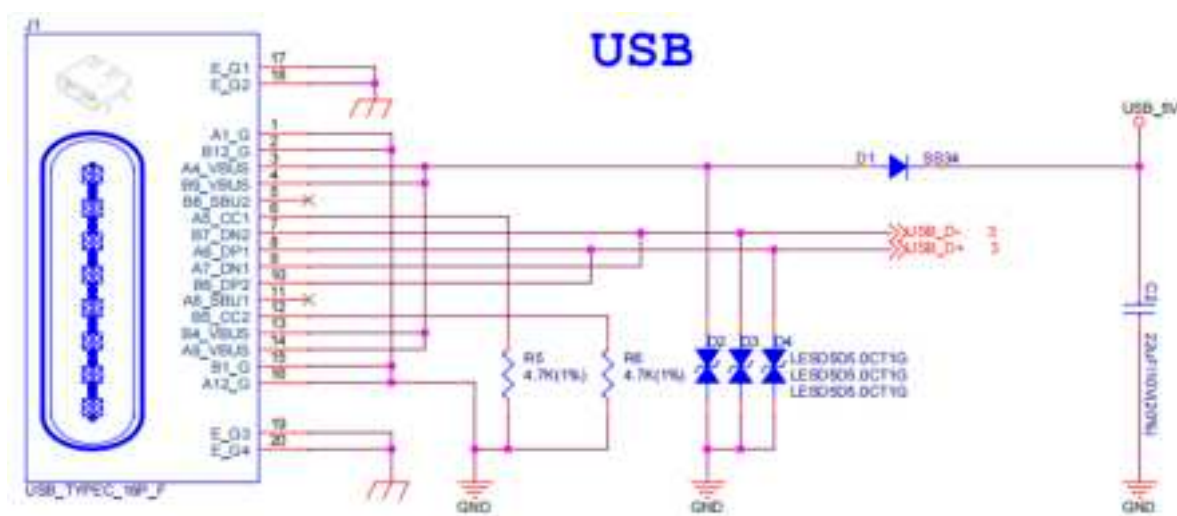 USB
J1
E_G1 17
E_G2 18
A1_G 1
B12_G 2
A4_VBUS 3
B9_VBUS 4
B8_SBU2 5
A5_CC1 6
B7_DN2 7
A6_DP1 8
A7_DN1 9
B6_DP2 10
A8_SBU1 11
B5_CC2 12
B4_VBUS 13
A9_VBUS 14
B1_G 15
A12_G 16
E_G3 19
E_G4 20
USB_TYPEC_16P_F
USB_5V
D1 SS34
USB_D- 3
USB_D+ 3
R5
4.7K(1%)
R6
4.7K(1%)
D2 D3 D4
LESD5D5.0CT1G
LESD5D5.0CT1G
LESD5D5.0CT1G
22uF/10V(20%)
GND
GND
GND